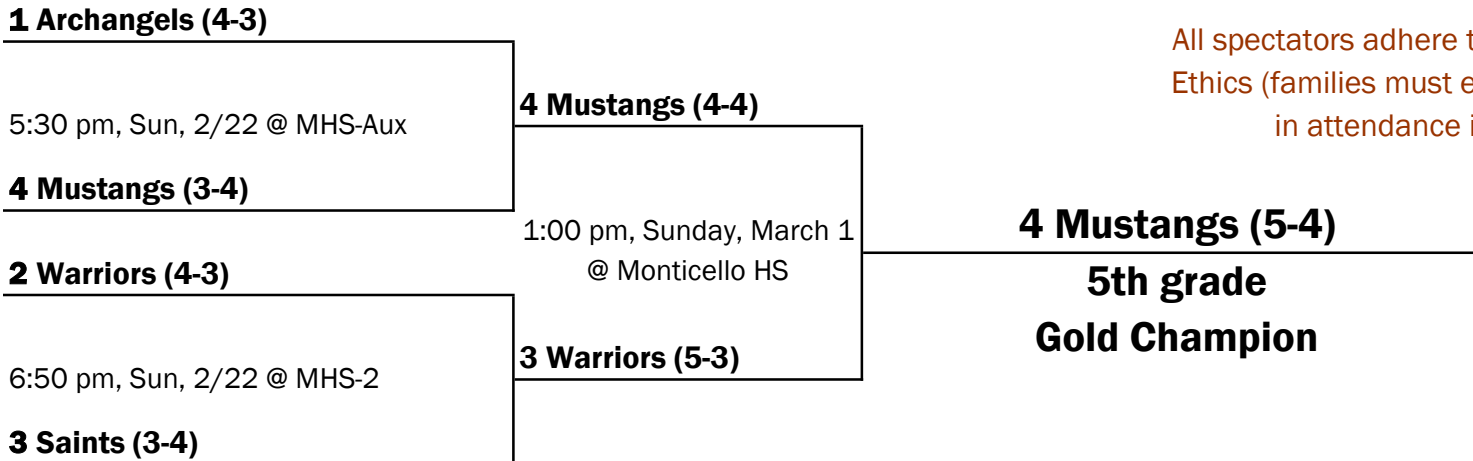 1 Archangels (4-3)
5:30 pm, Sun, 2/22 @ MHS-Aux
4 Mustangs (3-4)
2 Warriors (4-3)
6:50 pm, Sun, 2/22 @ MHS-2
3 Saints (3-4)
4 Mustangs (4-4)
1:00 pm, Sunday, March 1
@ Monticello HS
3 Warriors (5-3)
All spectators adhere
Ethics (families must
in attendance
4 Mustangs (5-4)
5th grade
Gold Champion